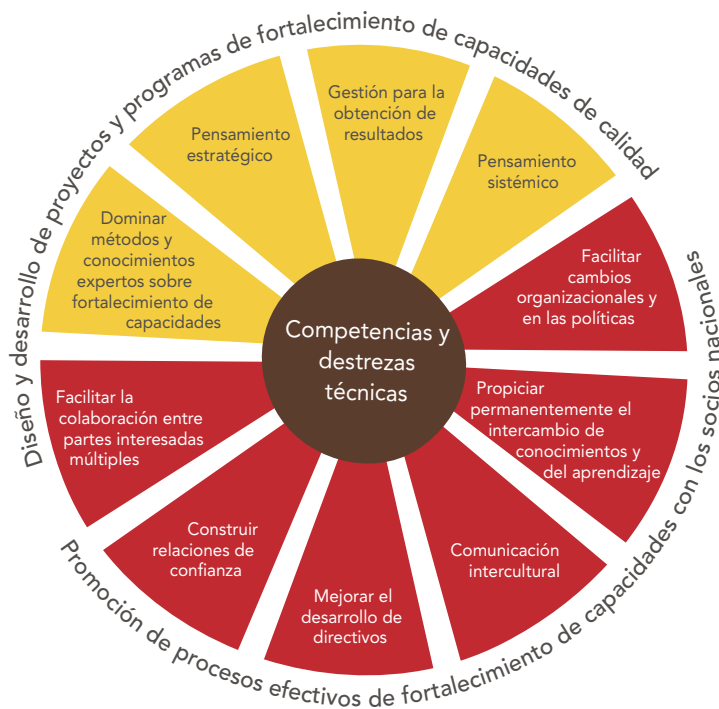 Diseño y desarrollo de proyectos y programas de fortalecimiento de capacidades de calidad
Dominar
métodos y
conocimientos
expertos sobre
fortalecimiento de
capacidades
Pensamiento
estratégico
Gestión para la
obtención de
resultados
Pensamiento
sistémico
Facilitar
cambios
organizacionales y
en las políticas
Propiciar
permanentemente el
intercambio de
conocimientos y
del aprendizaje
Comunicación
intercultural
Mejorar el
desarrollo de
directivos
Construir
relaciones de
confianza
Facilitar la
colaboración entre
partes interesadas
múltiples
Competencias y
destrezas
técnicas
Promoción de procesos efectivos de fortalecimiento de capacidades con los socios nacionales